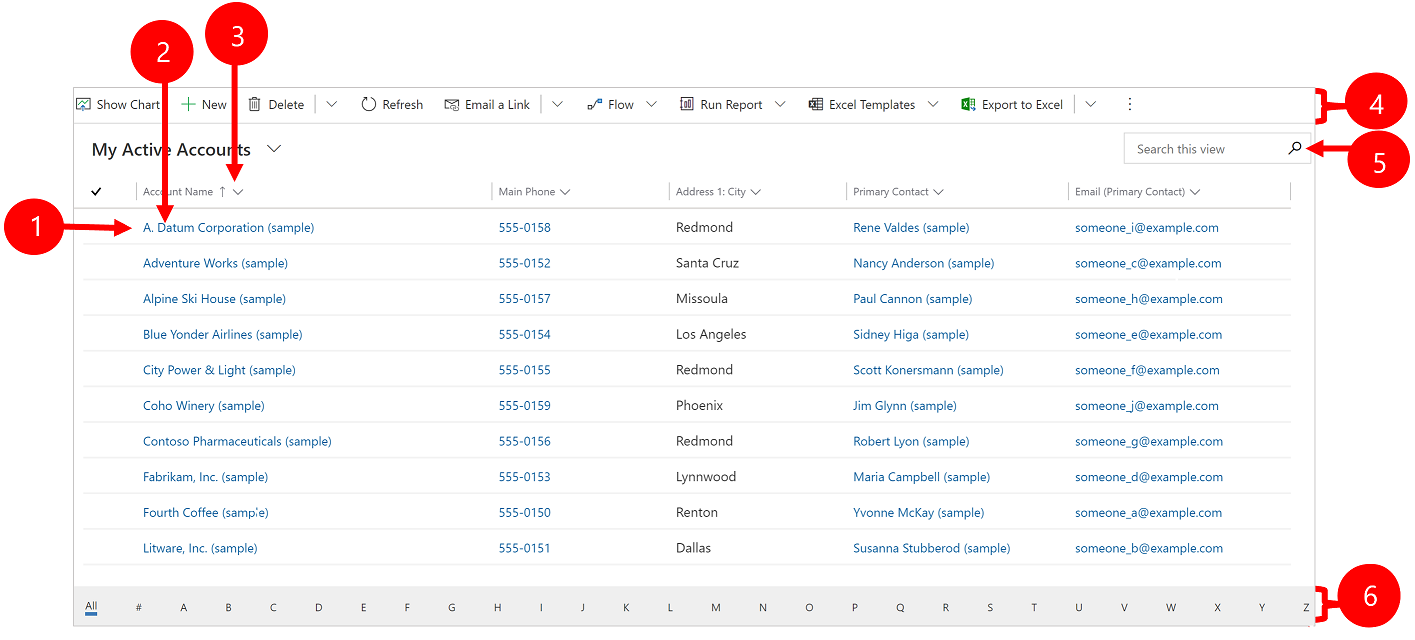 2 3
Show Chart New Delete Refresh Email a Link Flow Run Report Excel Templates Export to Excel 4
My Active Accounts Search this view 5
Account Name ↑ Main Phone Address 1: City Primary Contact Email (Primary Contact)
1 A. Datum Corporation (sample) 555-0158 Redmond Rene Valdes (sample) someone_i@example.com
Adventure Works (sample) 555-0152 Santa Cruz Nancy Anderson (sample) someone_c@example.com
Alpine Ski House (sample) 555-0157 Missoula Paul Cannon (sample) someone_h@example.com
Blue Yonder Airlines (sample) 555-0154 Los Angeles Sidney Higa (sample) someone_e@example.com
City Power & Light (sample) 555-0155 Redmond Scott Konersmann (sample) someone_f@example.com
Coho Winery (sample) 555-0159 Phoenix Jim Glynn (sample) someone_j@example.com
Contoso Pharmaceuticals (sample) 555-0156 Redmond Robert Lyon (sample) someone_g@example.com
Fabrikam, Inc. (sample) 555-0153 Lynnwood Maria Campbell (sample) someone_d@example.com
Fourth Coffee (sample) 555-0150 Renton Yvonne McKay (sample) someone_a@example.com
Litware, Inc. (sample) 555-0151 Dallas Susanna Stubberod (sample) someone_b@example.com
All # A B C D E F G H I J K L M N O P Q R S T U V W X Y Z 6